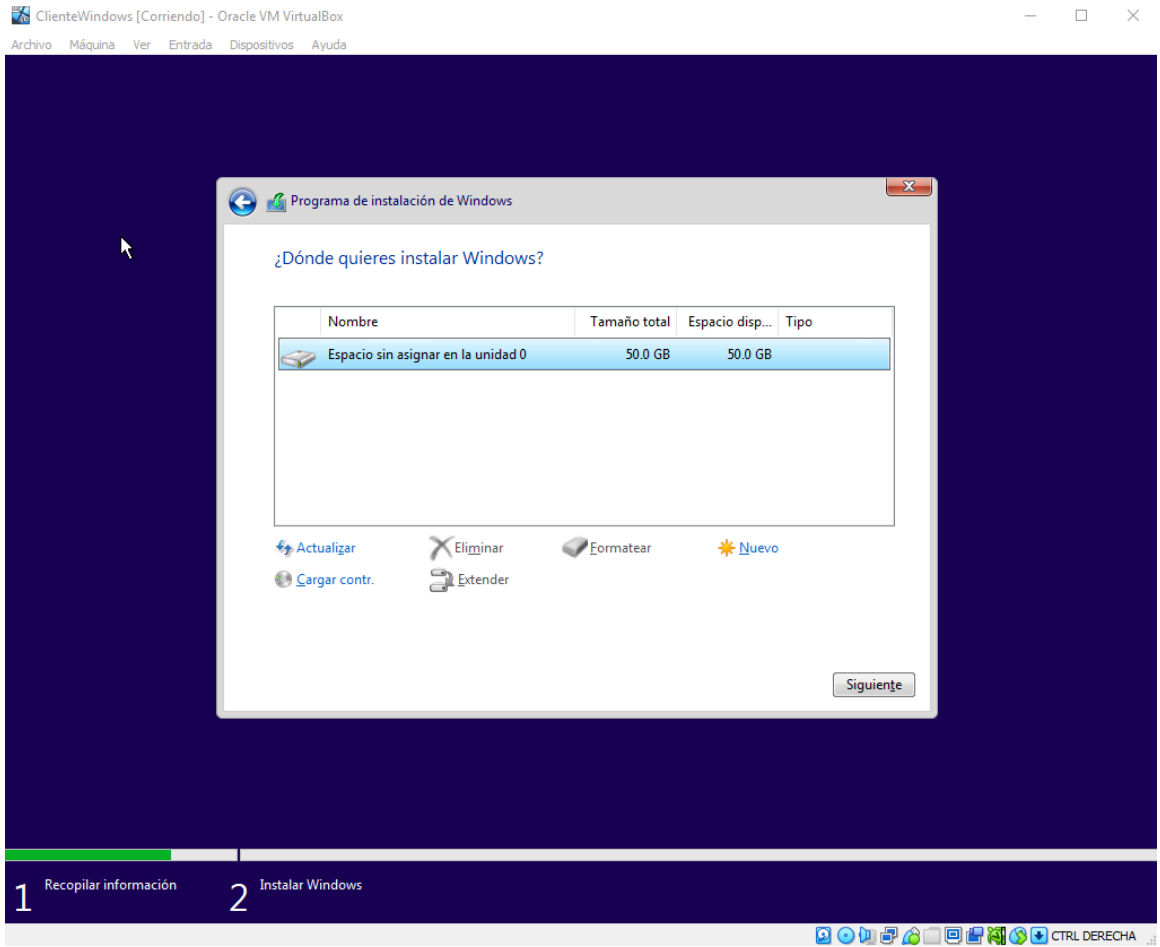 ClienteWindows [Corriendo] - Oracle VM VirtualBox
Archivo Máquina Ver Entrada Dispositivos Ayuda
Programa de instalación de Windows
¿Dónde quieres instalar Windows?
Nombre Tamaño total Espacio disp... Tipo
Espacio sin asignar en la unidad 0 50.0 GB 50.0 GB
Actualizar Eliminar Formatear Nuevo
Cargar contr. Extender
Siguiente
1 Recopilar información 2 Instalar Windows
CTRL DERECHA